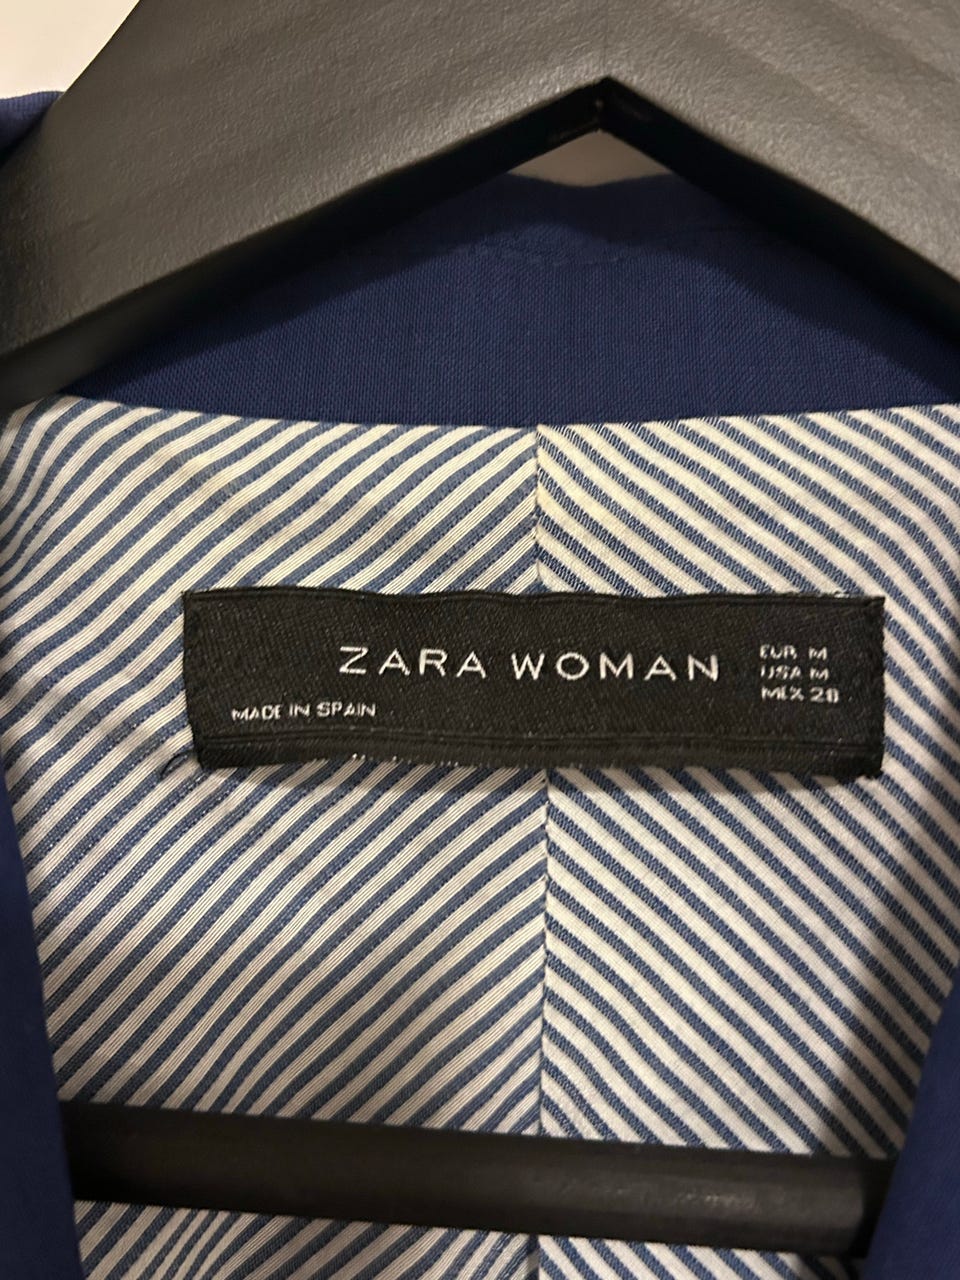 ZARA WOMAN
EUR M
USA M
MEX 28
MADE IN SPAIN